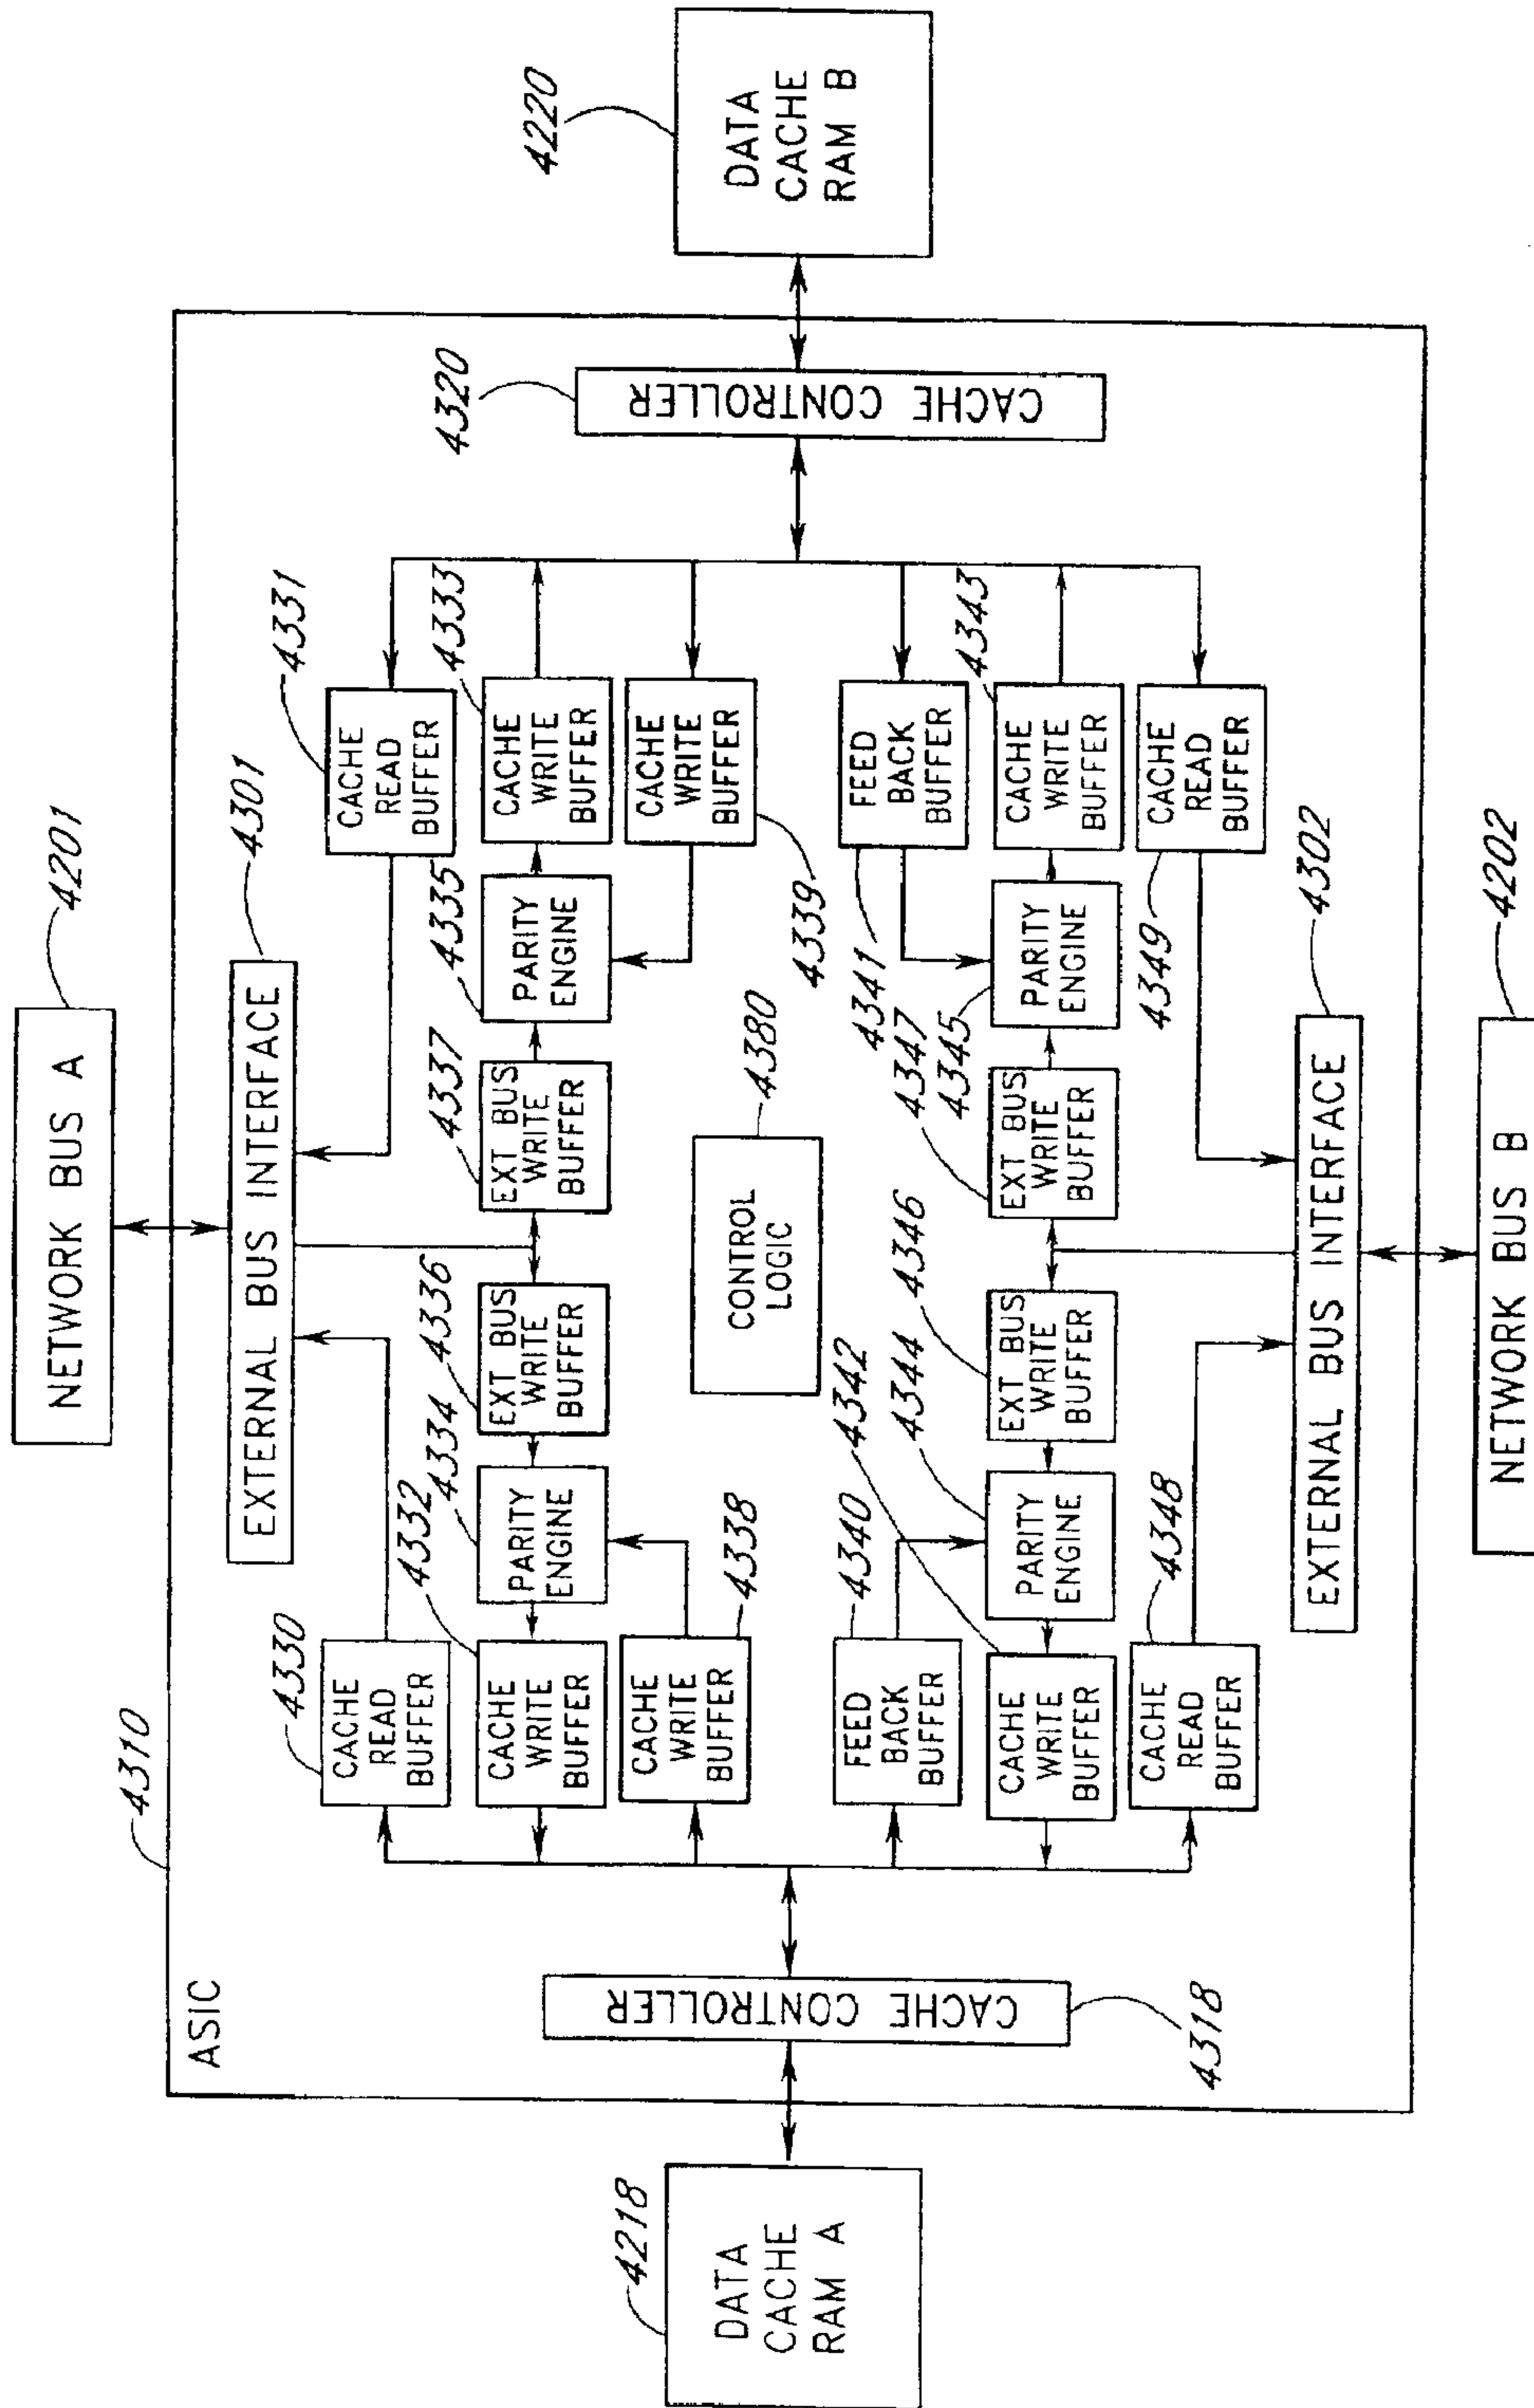 NETWORK BUS A
4201
4310
ASIC
EXTERNAL BUS INTERFACE
4301
4330
CACHE
READ
BUFFER
4331
CACHE
READ
BUFFER
4332
4334
4336
4337
4335
4333
CACHE
WRITE
BUFFER
PARITY
ENGINE
EXT BUS
WRITE
BUFFER
EXT BUS
WRITE
BUFFER
PARITY
ENGINE
CACHE
WRITE
BUFFER
CACHE
WRITE
BUFFER
4338
CACHE
WRITE
BUFFER
4339
4218
DATA
CACHE
RAM A
CACHE CONTROLLER
4318
CONTROL
LOGIC
4380
4320
CACHE CONTROLLER
4220
DATA
CACHE
RAM B
FEED
BACK
BUFFER
4340
4341
FEED
BACK
BUFFER
4342
4344
4346
4347
4345
4343
CACHE
WRITE
BUFFER
PARITY
ENGINE
EXT BUS
WRITE
BUFFER
EXT BUS
WRITE
BUFFER
PARITY
ENGINE
CACHE
WRITE
BUFFER
CACHE
READ
BUFFER
4348
4349
CACHE
READ
BUFFER
EXTERNAL BUS INTERFACE
4302
NETWORK BUS B
4202